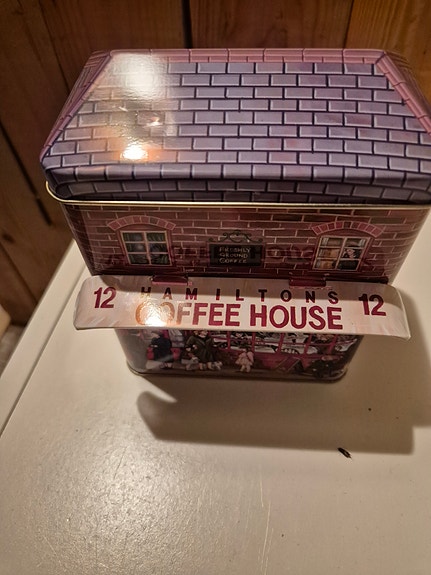 FRESHLY
GROUND
COFFEE
12 HAMILTONS 12
COFFEE HOUSE